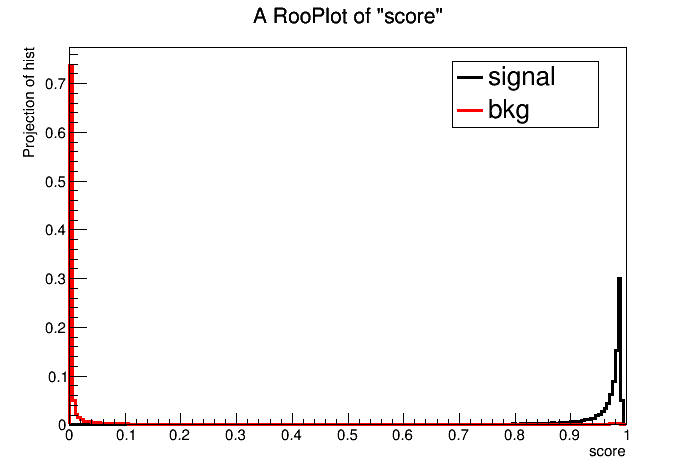 A RooPlot of "score"
Projection of hist
signal
bkg
0.7
0.6
0.5
0.4
0.3
0.2
0.1
0
0 0.1 0.2 0.3 0.4 0.5 0.6 0.7 0.8 0.9 1
score